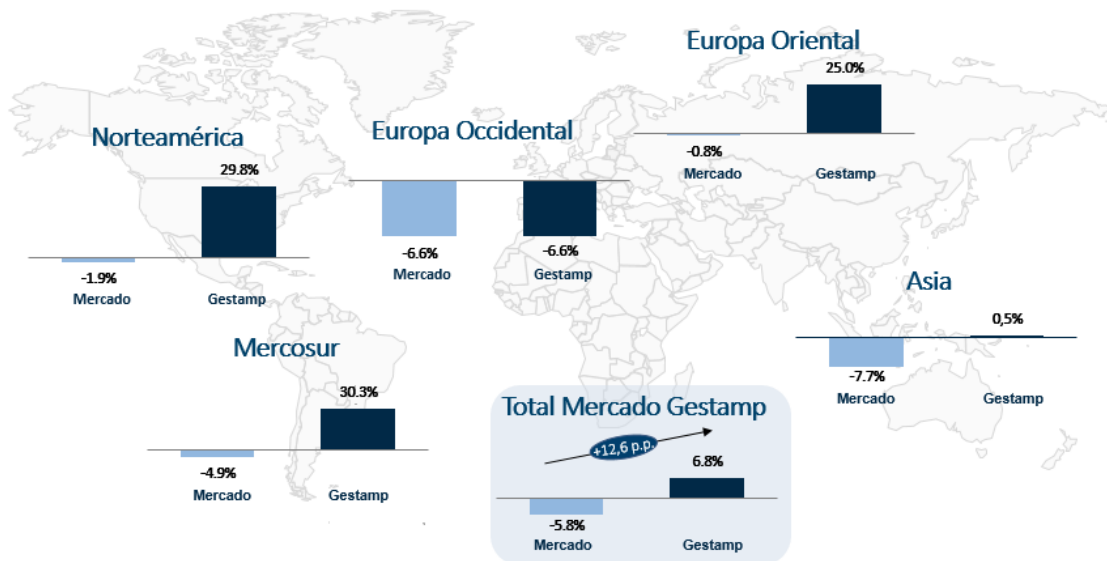 Europa Oriental
25.0%
-0.8%
Mercado
Gestamp
Norteamérica
29.8%
-1.9%
Mercado
Gestamp
Europa Occidental
-6.6%
-6.6%
Mercado
Gestamp
Asia
0,5%
-7.7%
Mercado
Gestamp
Mercosur
30.3%
-4.9%
Mercado
Gestamp
Total Mercado Gestamp
+12,6 p.p.
6.8%
-5.8%
Mercado
Gestamp